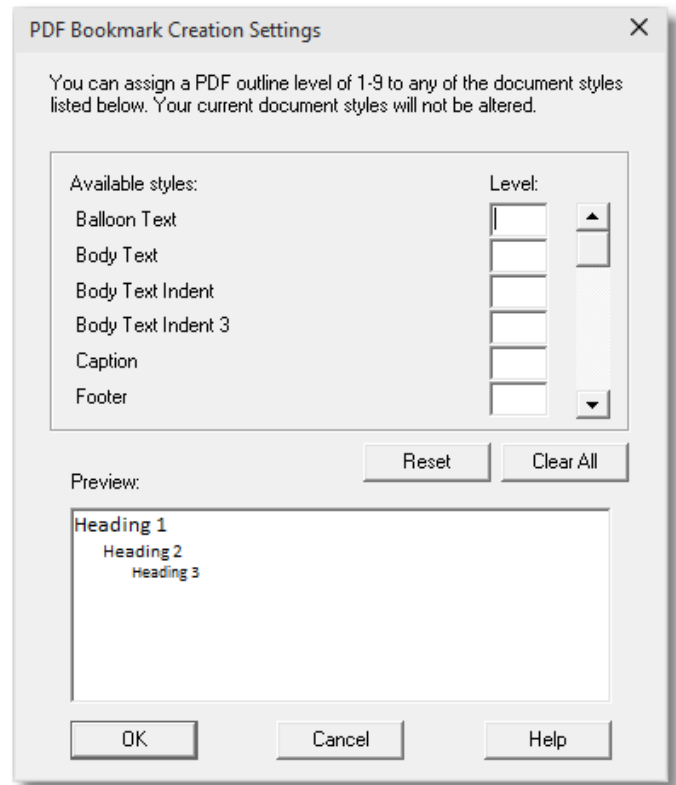 PDF Bookmark Creation Settings
You can assign a PDF outline level of 1-9 to any of the document styles
listed below. Your current document styles will not be altered.
Available styles: Level:
Balloon Text
Body Text
Body Text Indent
Body Text Indent 3
Caption
Footer
Reset Clear All
Preview:
Heading 1
Heading 2
Heading 3
OK Cancel Help